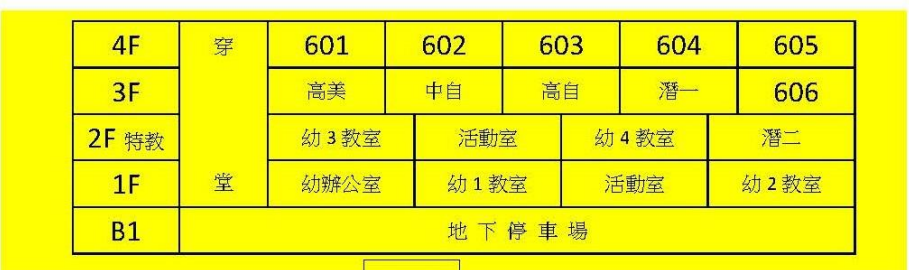 4F 穿 601 602 603 604 605
3F 高美 中自 高自 潛一 606
2F 特教 幼3教室 活動室 幼4教室 潛二
1F 堂 幼辦公室 幼1教室 活動室 幼2教室
B1 地下停車場